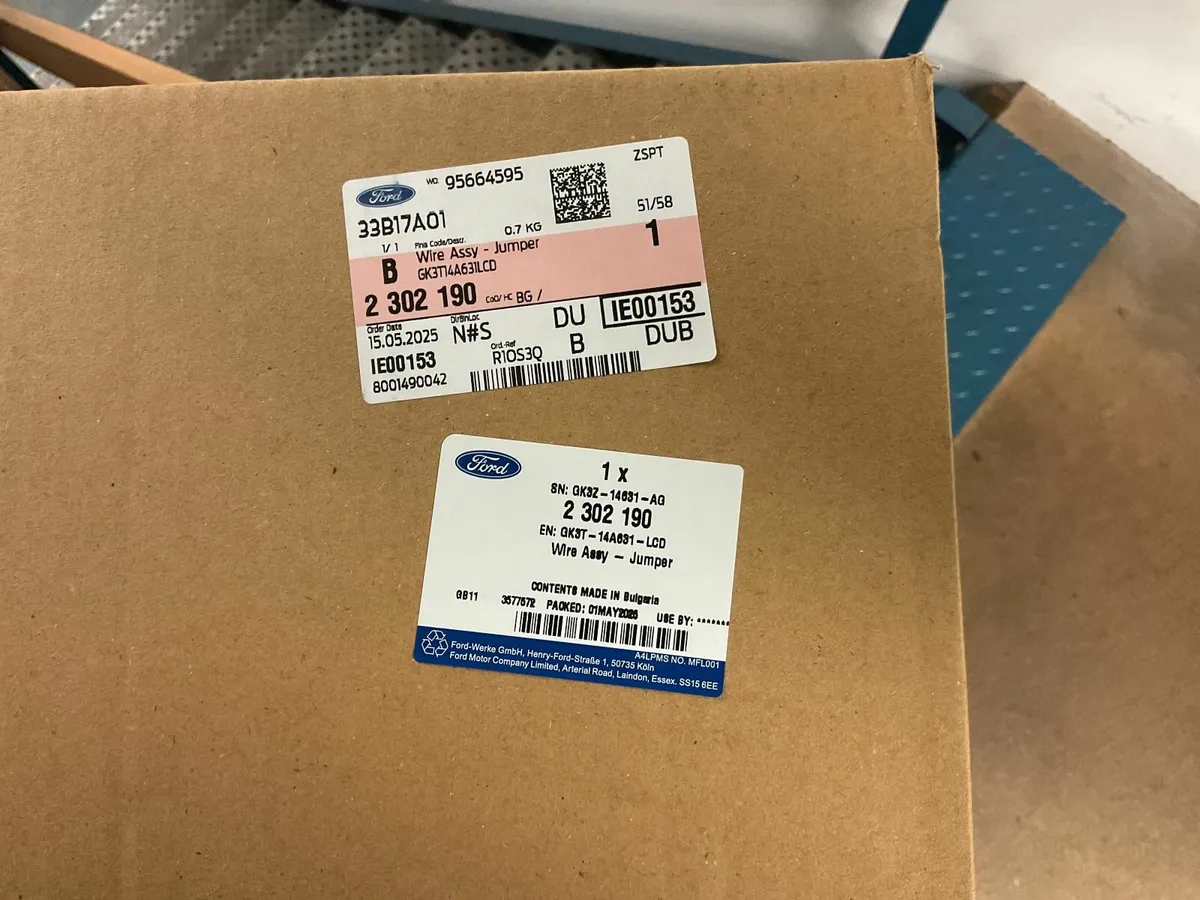 Ford
WO: 95664595
ZSPT
33B17A01
0.7 KG
51/58
1/ 1 Finis Code/Descr.
B Wire Assy - Jumper 1
GK3T14A631LCD
2 302 190 CoO/ HC BG /
Order Date DlrBinLoc
15.05.2025 N#S DU IE00153
Ord.-Ref
IE00153 R10S3Q B DUB
8001490042
Ford
1 x
SN: GK3Z-14631-AG
2 302 190
EN: GK3T-14A631-LCD
Wire Assy - Jumper
CONTENTS MADE IN Bulgaria
GB11 3577572 PACKED: 01MAY2025 USE BY: *******
A4LPMS NO. MFL001
Ford-Werke GmbH, Henry-Ford-Straße 1, 50735 Köln
Ford Motor Company Limited, Arterial Road, Laindon, Essex. SS15 6EE